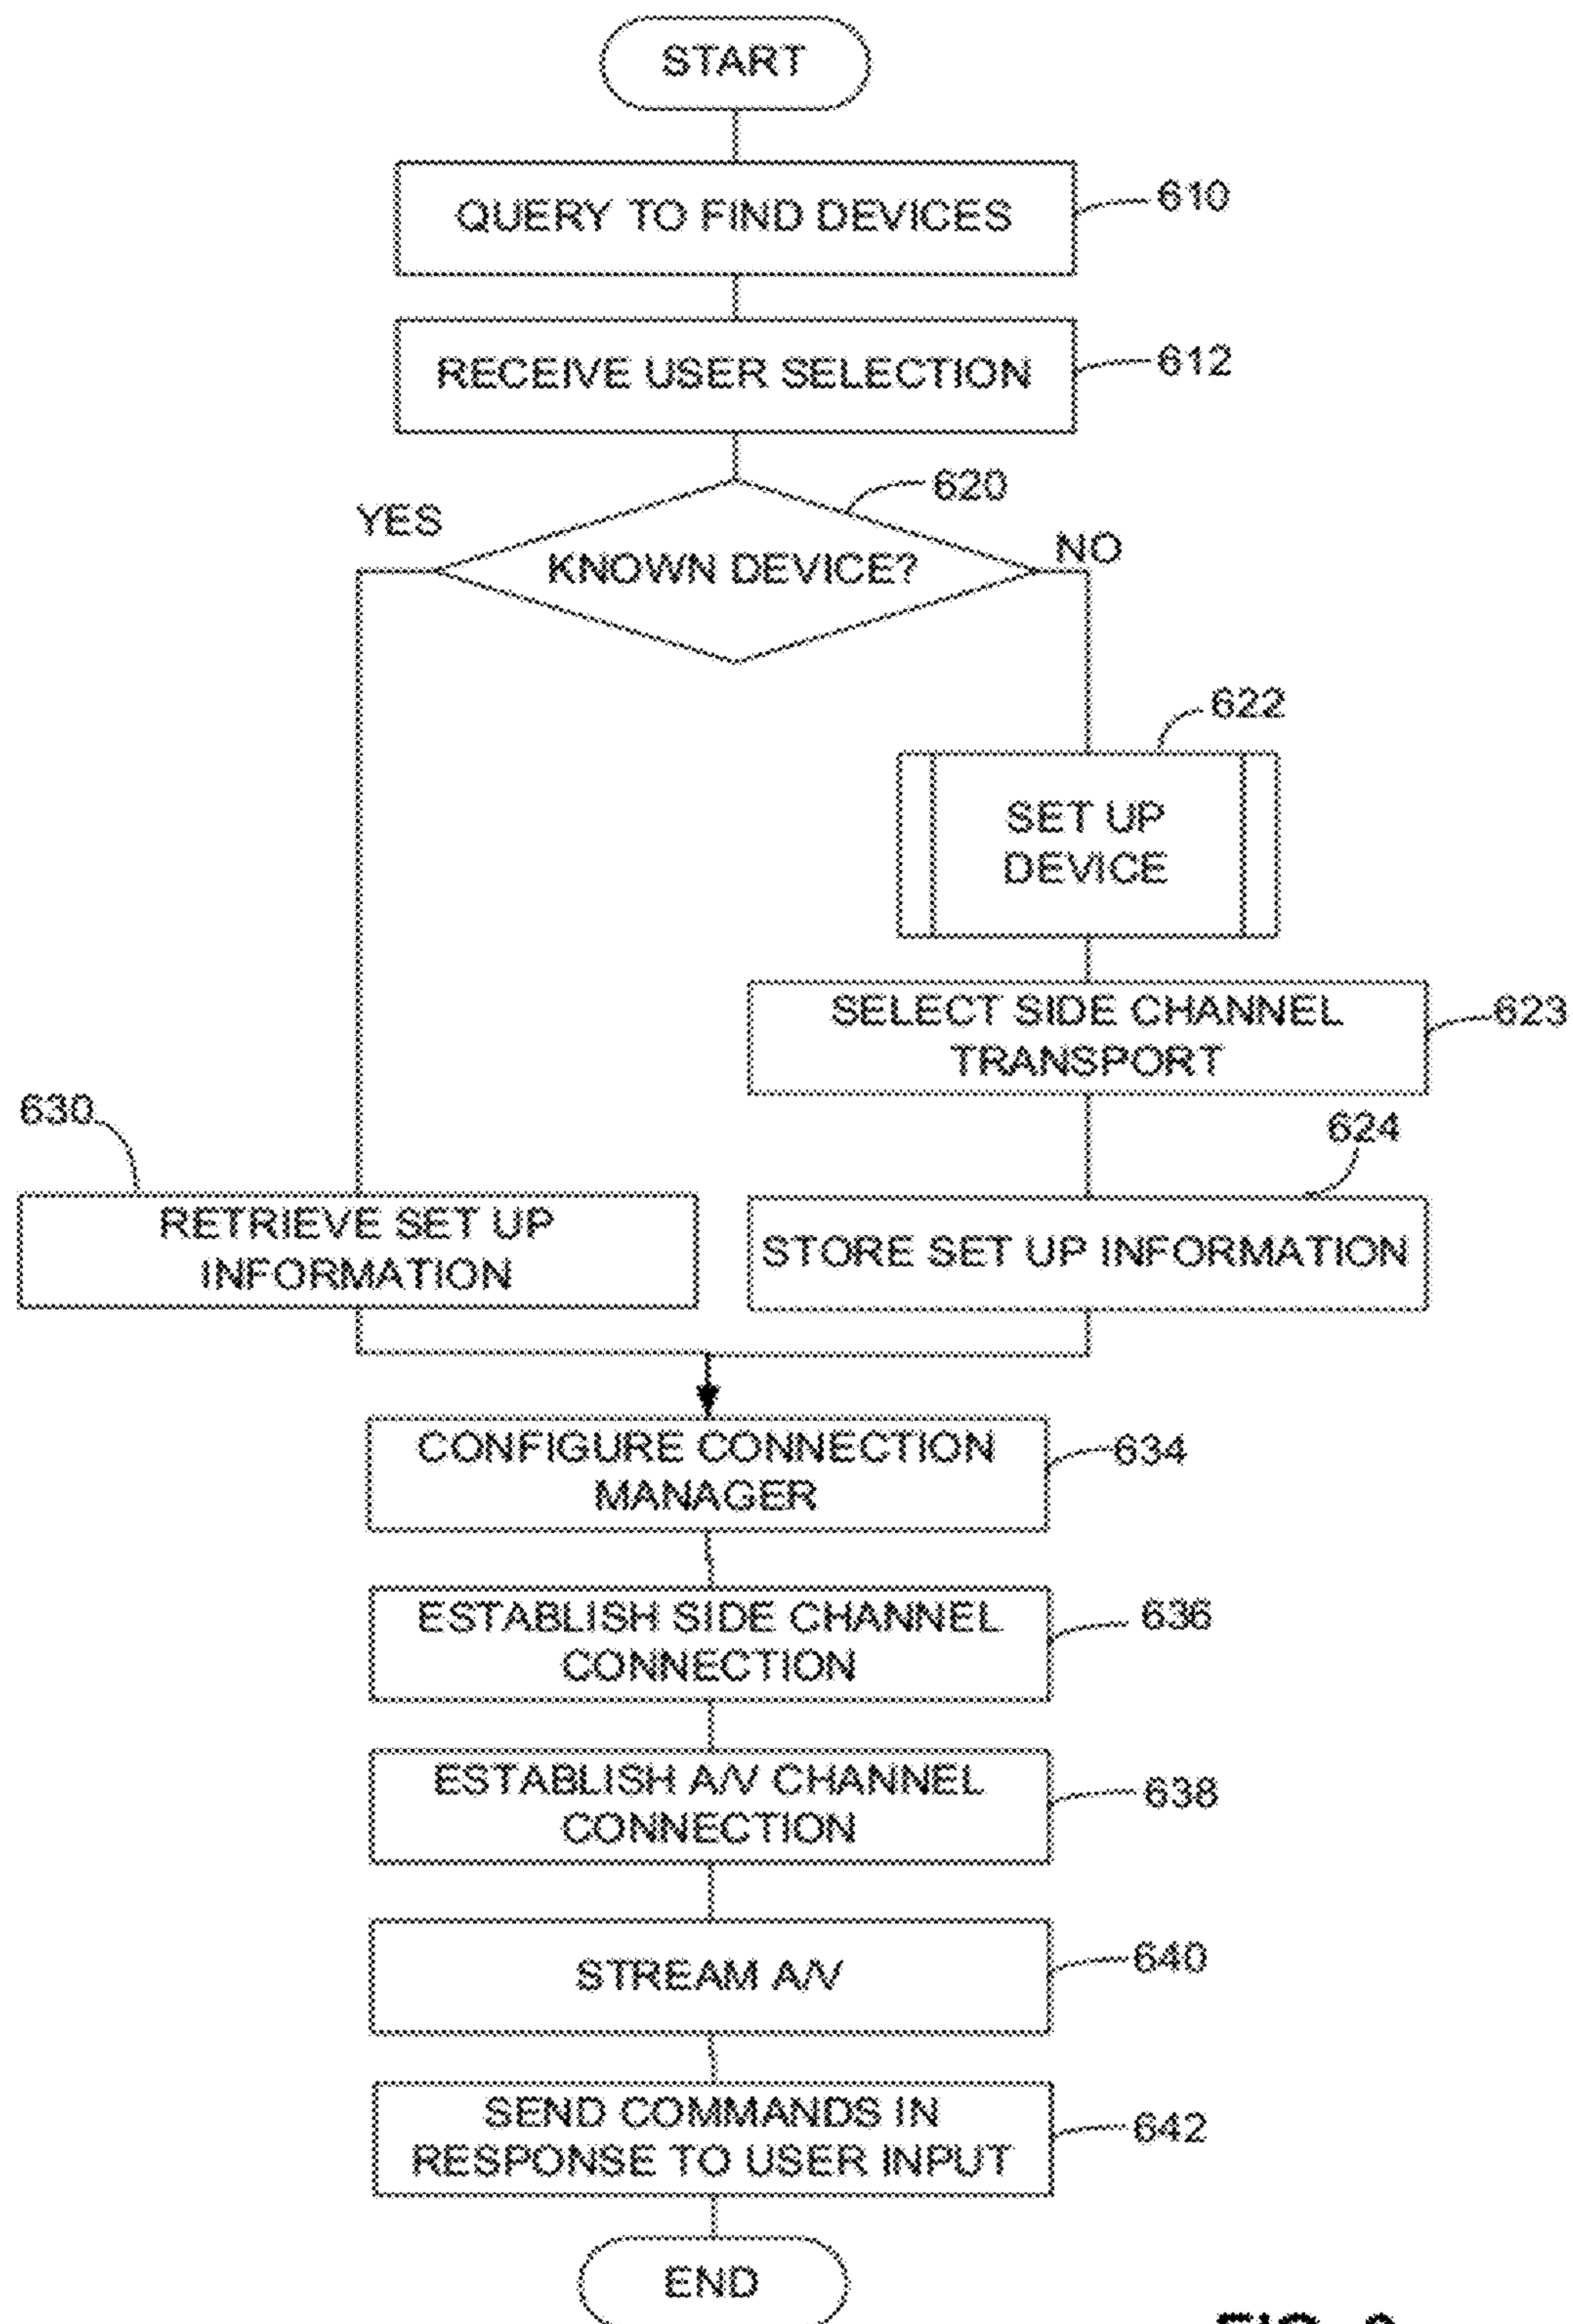 START
QUERY TO FIND DEVICES
610
RECEIVE USER SELECTION
612
620
YES
KNOWN DEVICE?
NO
622
SET UP
DEVICE
SELECT SIDE CHANNEL
TRANSPORT
623
630
624
RETRIEVE SET UP
INFORMATION
STORE SET UP INFORMATION
CONFIGURE CONNECTION
MANAGER
634
ESTABLISH SIDE CHANNEL
CONNECTION
636
ESTABLISH A/V CHANNEL
CONNECTION
638
STREAM A/V
640
SEND COMMANDS IN
RESPONSE TO USER INPUT
642
END